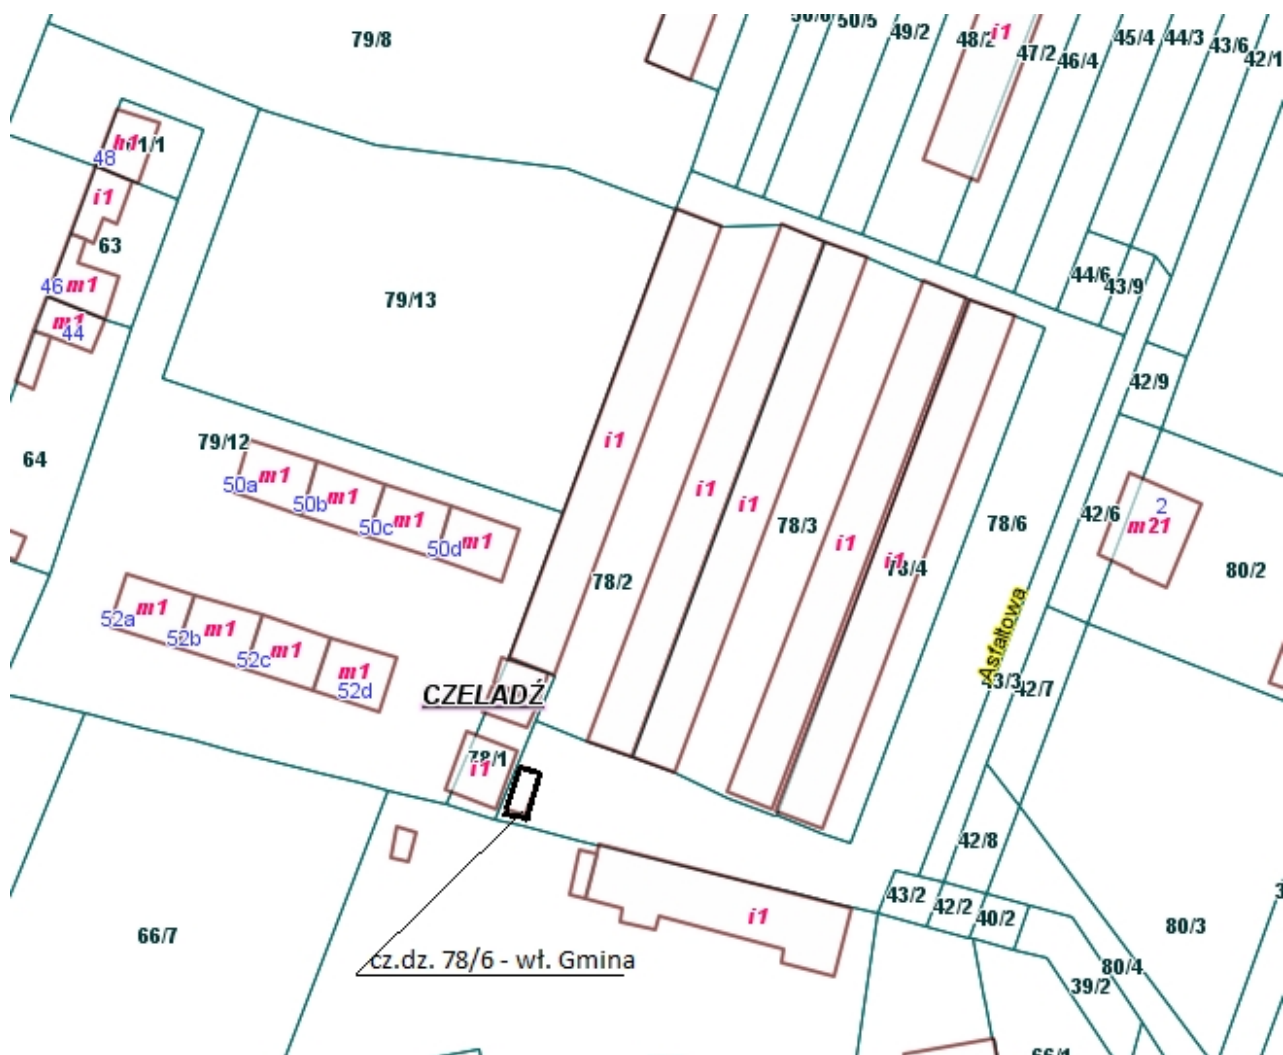 79/8
50/6
50/5
49/2
48/2
i1
47/2
46/4
45/4
44/3
43/6
42/1
h1
1/1
48
i1
63
46
m1
m1
44
79/13
44/6
43/9
42/9
64
79/12
m1
50a
m1
50b
m1
50c
m1
50d
i1
i1
i1
78/3
i1
i1
78/4
78/6
42/6
2
m21
80/2
78/2
m1
52a
m1
52b
m1
52c
m1
52d
Asfaltowa
43/3
42/7
CZELADŹ
78/1
i1
42/8
43/2
42/2
40/2
i1
66/7
80/3
80/4
39/2
cz.dz. 78/6 - wł. Gmina
66/1